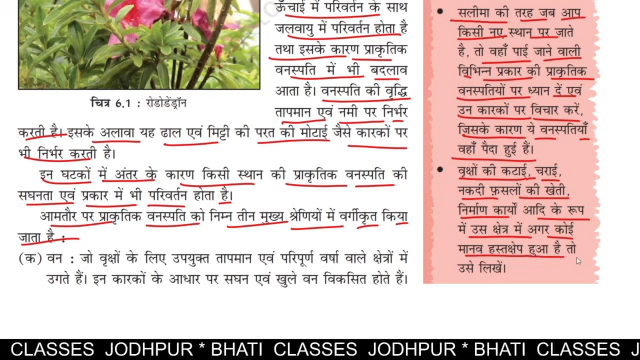 ऊँचाई में परिवर्तन के साथ
जलवायु में परिवर्तन होता है
तथा इसके कारण प्राकृतिक
वनस्पति में भी बदलाव
आता है। वनस्पति की वृद्धि
तापमान एवं नमी पर निर्भर
चित्र 6.1 : रोडोडेंड्रॉन
करती है। इसके अलावा यह ढाल एवं मिट्टी की परत की मोटाई जैसे कारकों पर
भी निर्भर करती है।
इन घटकों में अंतर के कारण किसी स्थान की प्राकृतिक वनस्पति की
सघनता एवं प्रकार में भी परिवर्तन होता है।
आमतौर पर प्राकृतिक वनस्पति को निम्न तीन मुख्य श्रेणियों में वर्गीकृत किया
जाता है :
(क) वन : जो वृक्षों के लिए उपयुक्त तापमान एवं परिपूर्ण वर्षा वाले क्षेत्रों में
उगते हैं। इन कारकों के आधार पर सघन एवं खुले वन विकसित होते हैं।
• सलीमा की तरह जब आप
किसी नए स्थान पर जाते
है, तो वहाँ पाई जाने वाली
विभिन्न प्रकार की प्राकृतिक
वनस्पतियों पर ध्यान दें एवं
उन कारकों पर विचार करें,
जिसके कारण ये वनस्पतियाँ
वहाँ पैदा हुई हैं।
• वृक्षों की कटाई, चराई,
नकदी फ़सलों की खेती,
निर्माण कार्यो आदि के रूप
में उस क्षेत्र में अगर कोई
मानव हस्तक्षेप हुआ है तो
उसे लिखें।
CLASSES JODHPUR * BHATI CLASSES JODHPUR * BHATI CLASSES J